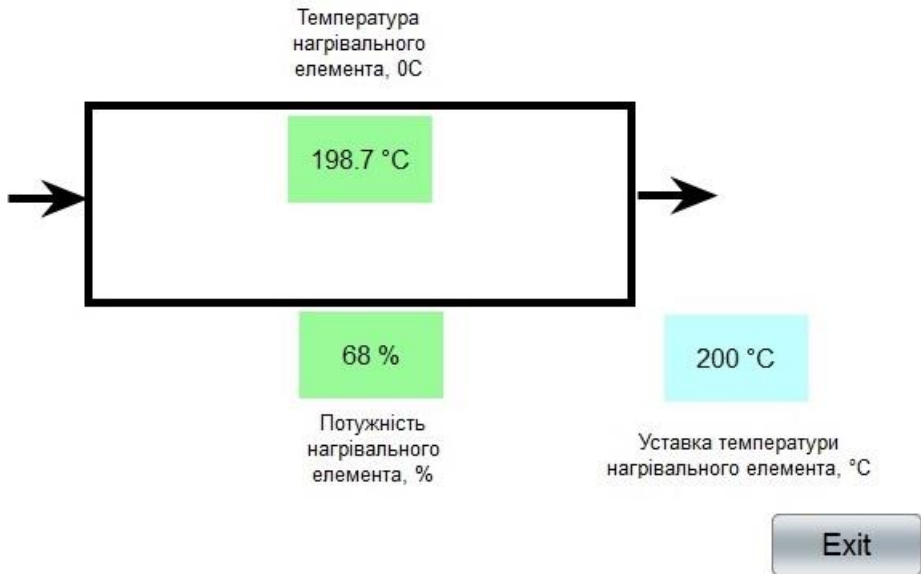 Температура
нагрівального
елемента, 0С
198.7 °C
68 %
200 °C
Потужність
нагрівального
елемента, %
Уставка температури
нагрівального елемента, °C
Exit